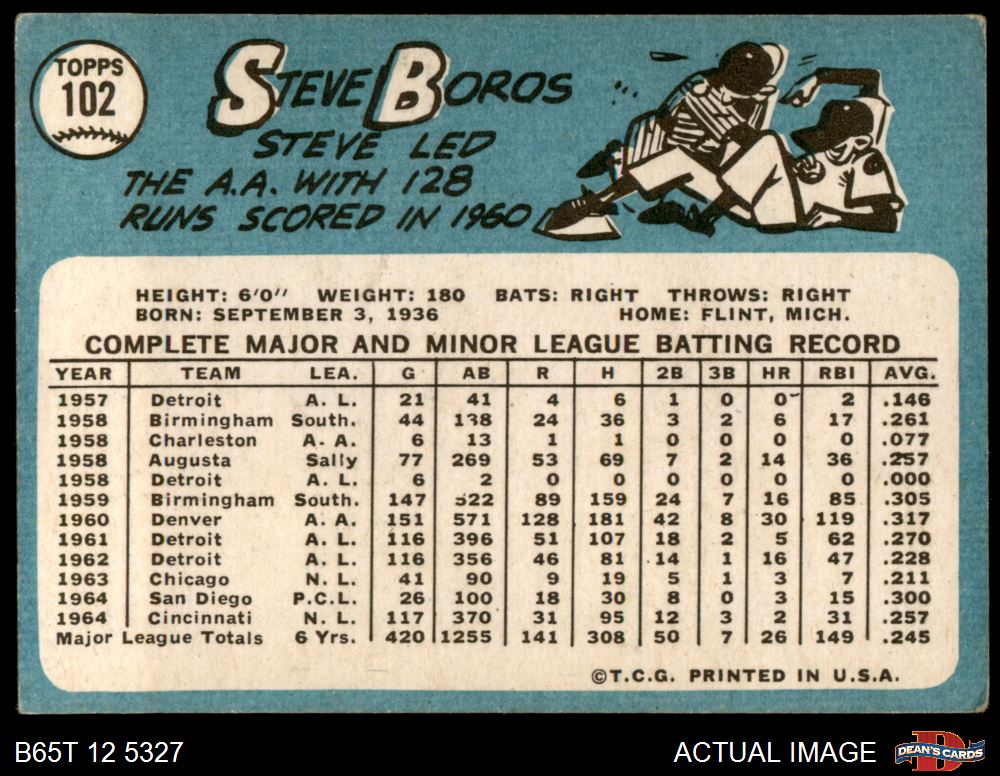 TOPPS
102
STEVE BOROS
STEVE LED
THE A.A. WITH 128
RUNS SCORED IN 1960
HEIGHT: 6'0" WEIGHT: 180 BATS: RIGHT THROWS: RIGHT
BORN: SEPTEMBER 3, 1936 HOME: FLINT, MICH.
COMPLETE MAJOR AND MINOR LEAGUE BATTING RECORD
YEAR TEAM LEA. G AB R H 2B 3B HR RBI AVG.
1957 Detroit A. L. 21 41 4 6 1 0 0 2 .146
1958 Birmingham South. 44 138 24 36 3 2 6 17 .261
1958 Charleston A. A. 6 13 1 1 0 0 0 0 .077
1958 Augusta Sally 77 269 53 69 7 2 14 36 .257
1958 Detroit A. L. 6 2 0 0 0 0 0 0 .000
1959 Birmingham South. 147 522 89 159 24 7 16 85 .305
1960 Denver A. A. 151 571 128 181 42 8 30 119 .317
1961 Detroit A. L. 116 396 51 107 18 2 5 62 .270
1962 Detroit A. L. 116 356 46 81 14 1 16 47 .228
1963 Chicago N. L. 41 90 9 19 5 1 3 7 .211
1964 San Diego P.C.L. 26 100 18 30 8 0 3 15 .300
1964 Cincinnati N. L. 117 370 31 95 12 3 2 31 .257
Major League Totals 6 Yrs. 420 1255 141 308 50 7 26 149 .245
©T.C.G. PRINTED IN U.S.A.
B65T 12 5327 ACTUAL IMAGE DEAN'S CARDS